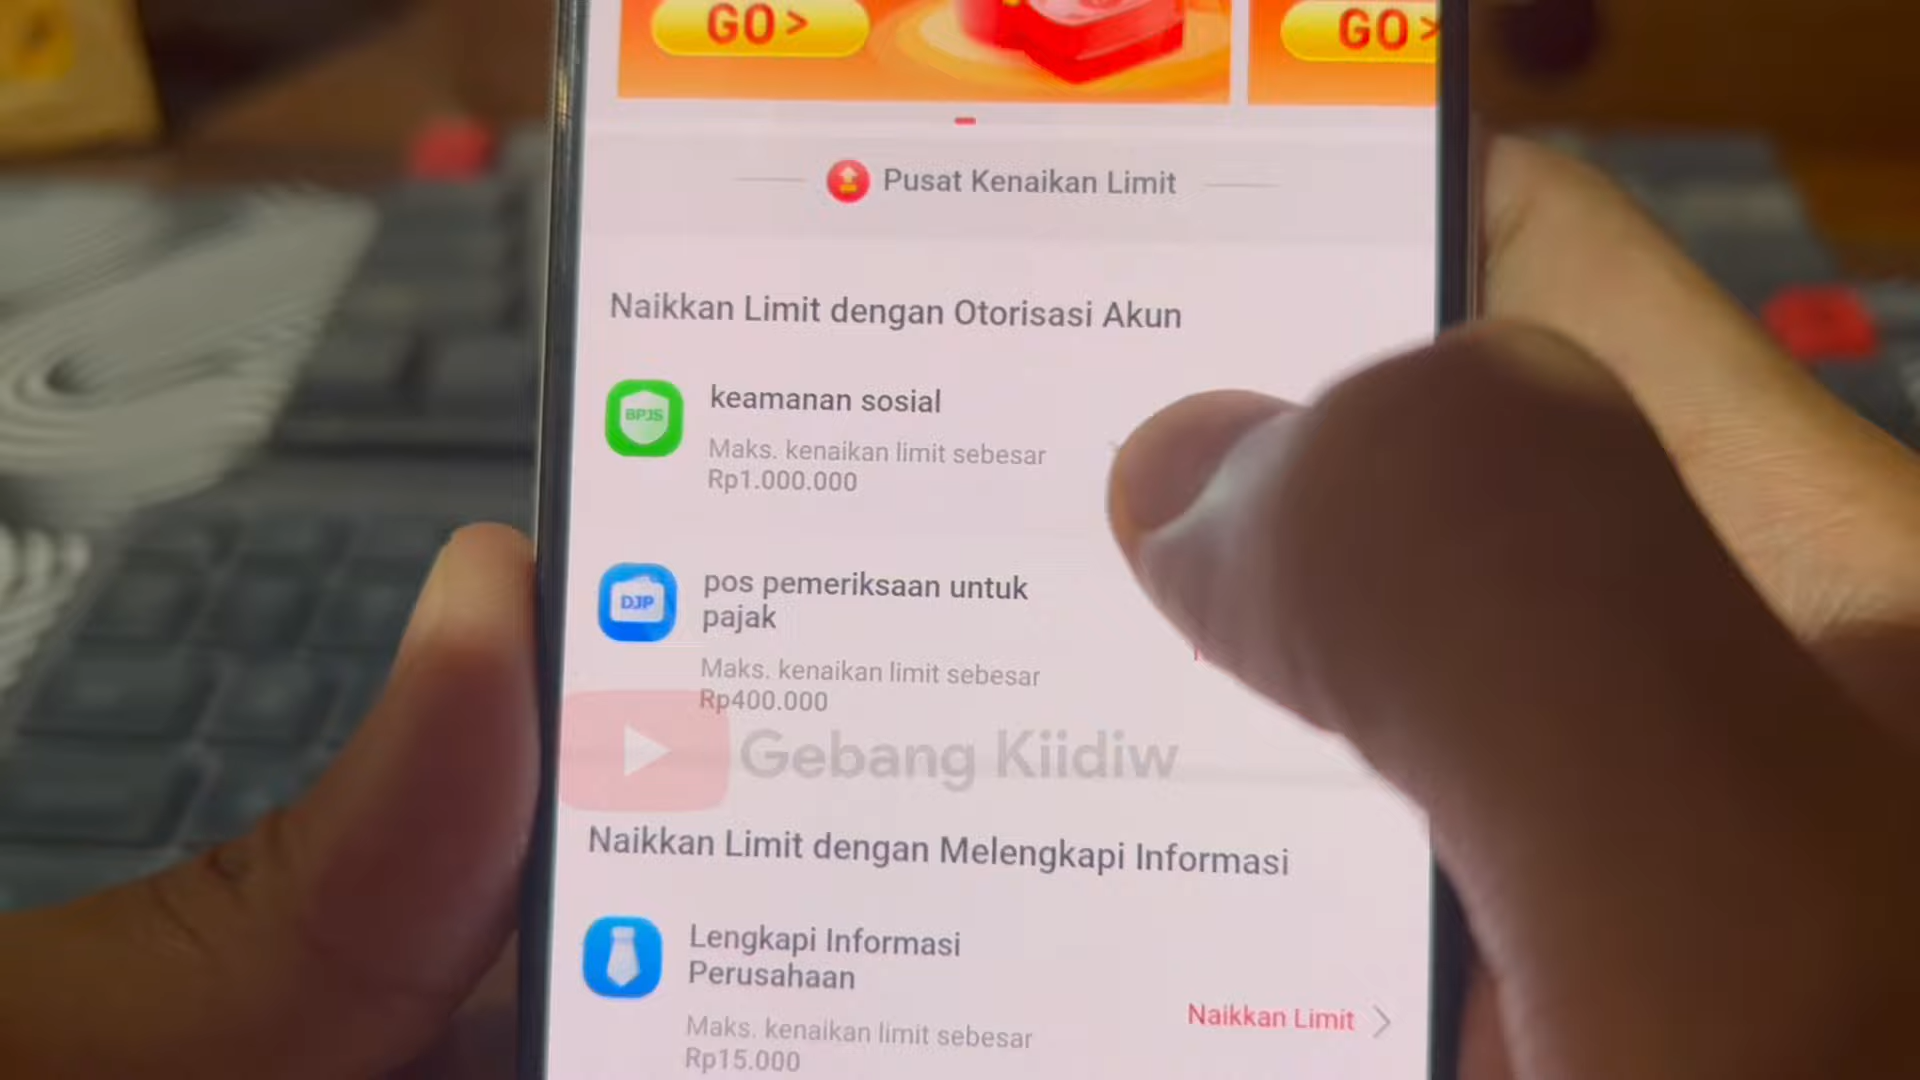 GO >
GO >
Pusat Kenaikan Limit
Naikkan Limit dengan Otorisasi Akun
BPJS
keamanan sosial
Maks. kenaikan limit sebesar
Rp1.000.000
DJP
pos pemeriksaan untuk
pajak
Maks. kenaikan limit sebesar
Rp400.000
Gebang Kiidiw
Naikkan Limit dengan Melengkapi Informasi
Lengkapi Informasi
Perusahaan
Naikkan Limit >
Maks. kenaikan limit sebesar
Rp15.000